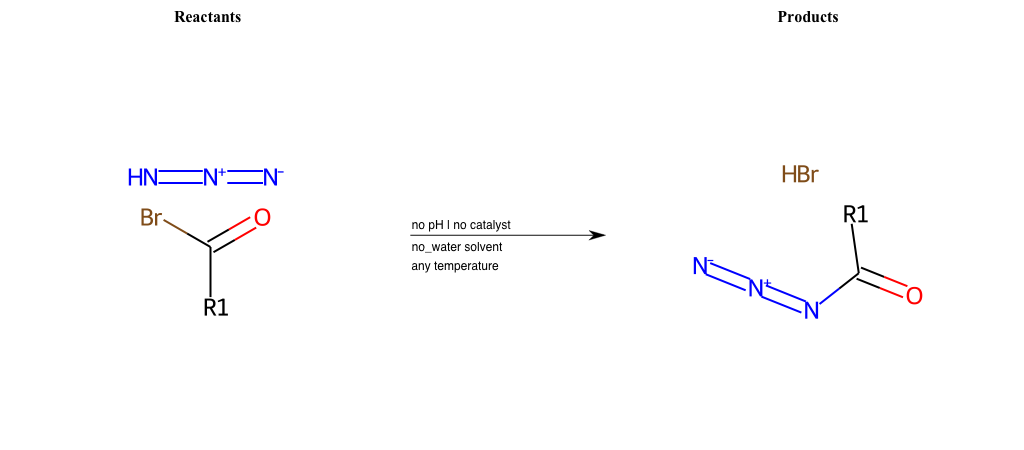 Reactants
Products
HN N+ N-
HBr
Br O
R1
R1
no pH | no catalyst
no_water solvent
any temperature
N-
N+
N
O